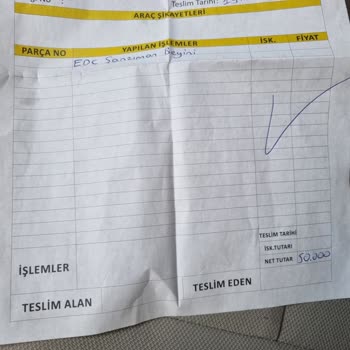 Teslim Tarihi:
ARAÇ ŞİKAYETLERİ
PARÇA NO YAPILAN İŞLEMLER İSK. FİYAT
EDC Şanzıman Beyini
TESLİM TARİHİ
İSK.TUTARI
NET TUTAR 50.000
İŞLEMLER
TESLİM ALAN TESLİM EDEN